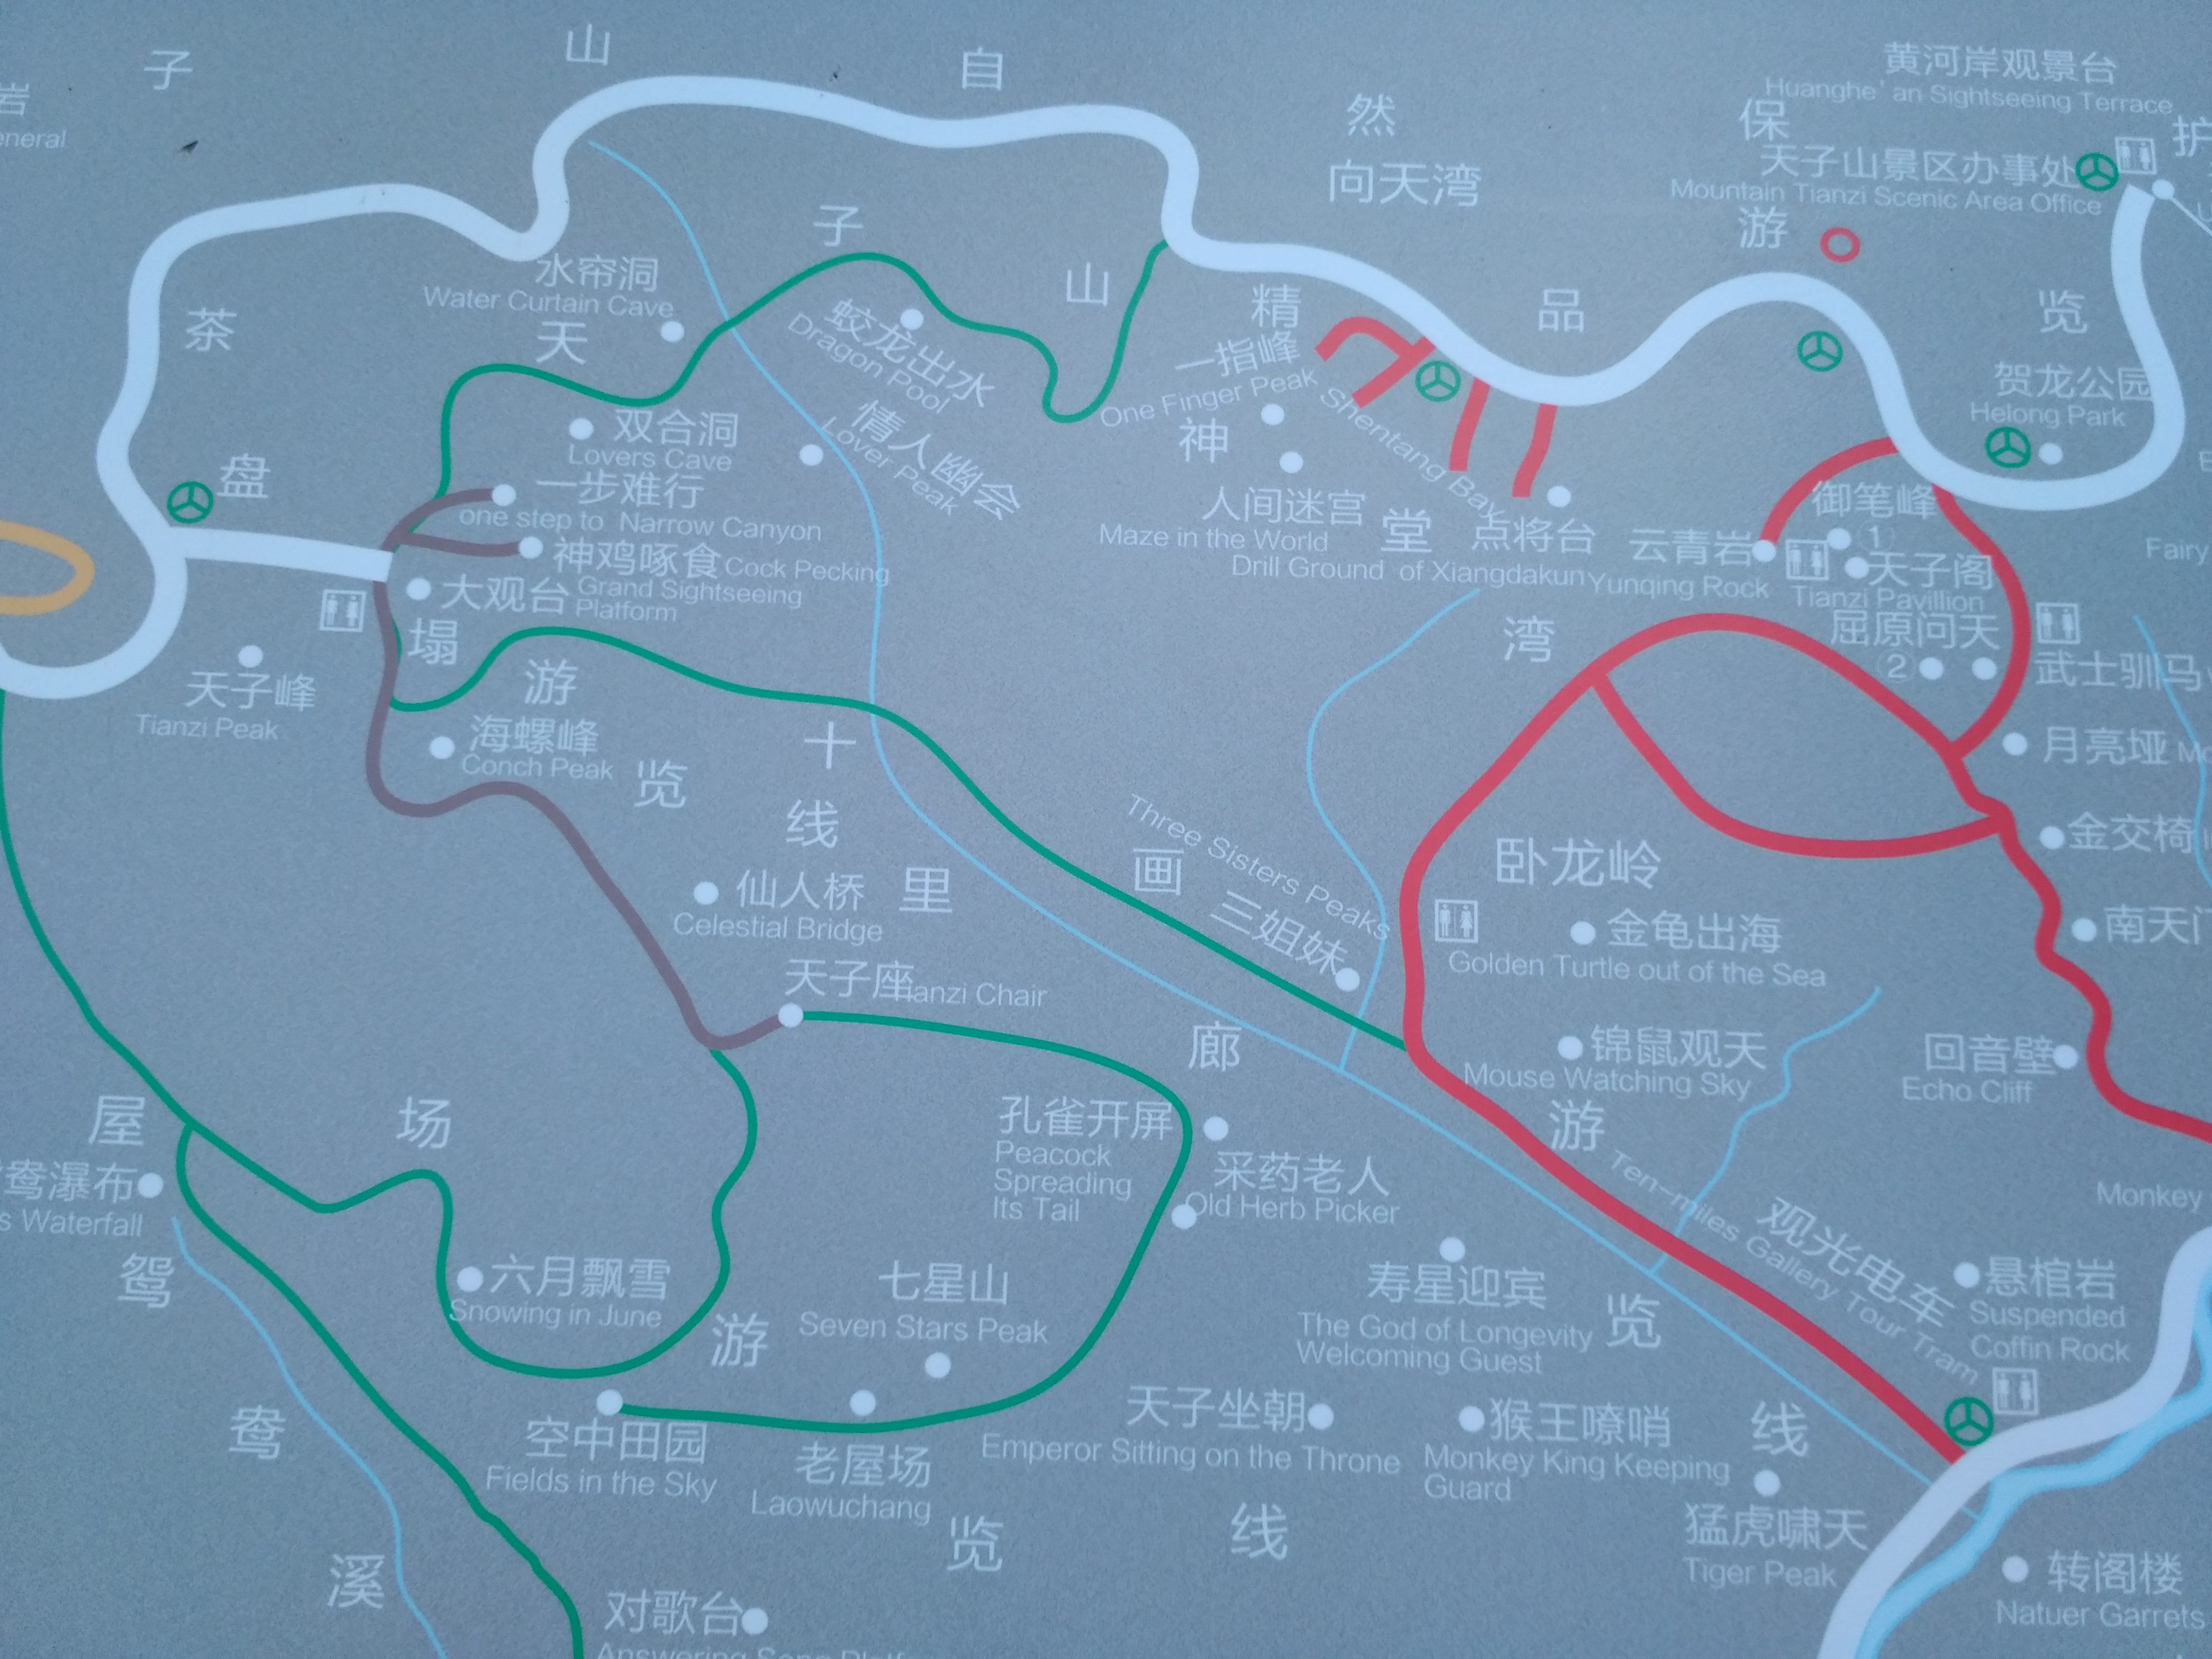 子
山
自
然
保
护
黄河岸观景台
Huanghe' an Sightseeing Terrace
岩
eneral
天子山景区办事处
Mountain Tianzi Scenic Area Office
向天湾
游
览
水帘洞
Water Curtain Cave
天
子
山
精
品
茶
盘
塌
游
览
线
蛟龙出水
Dragon Pool
情人幽会
Lover Peak
一指峰
One Finger Peak
神
堂
湾
Shentang Bay
贺龙公园
Helong Park
双合洞
Lovers Cave
一步难行
one step to Narrow Canyon
神鸡啄食 Cock Pecking
大观台 Grand Sightseeing
Platform
人间迷宫
Maze in the World
点将台
Drill Ground of Xiangdakun
云青岩
Yunqing Rock
御笔峰
①
天子阁
Tianzi Pavillion
屈原问天
②
武士驯马
Fairy
天子峰
Tianzi Peak
海螺峰
Conch Peak
月亮垭
金交椅
南天门
十
里
画
廊
游
览
线
Three Sisters Peaks
三姐妹
卧龙岭
金龟出海
Golden Turtle out of the Sea
仙人桥
Celestial Bridge
天子座
ianzi Chair
锦鼠观天
Mouse Watching Sky
回音壁
Echo Cliff
屋
场
游
览
线
孔雀开屏
Peacock
Spreading
Its Tail
采药老人
Old Herb Picker
Ten-miles Gallery Tour Tram
观光电车
Monkey
鸯瀑布
s Waterfall
鸳
鸯
溪
六月飘雪
Snowing in June
七星山
Seven Stars Peak
寿星迎宾
The God of Longevity
Welcoming Guest
悬棺岩
Suspended
Coffin Rock
空中田园
Fields in the Sky
老屋场
Laowuchang
天子坐朝
Emperor Sitting on the Throne
猴王嘹哨
Monkey King Keeping
Guard
猛虎啸天
Tiger Peak
转阁楼
Natuer Garrets
对歌台
Answering Song Platf